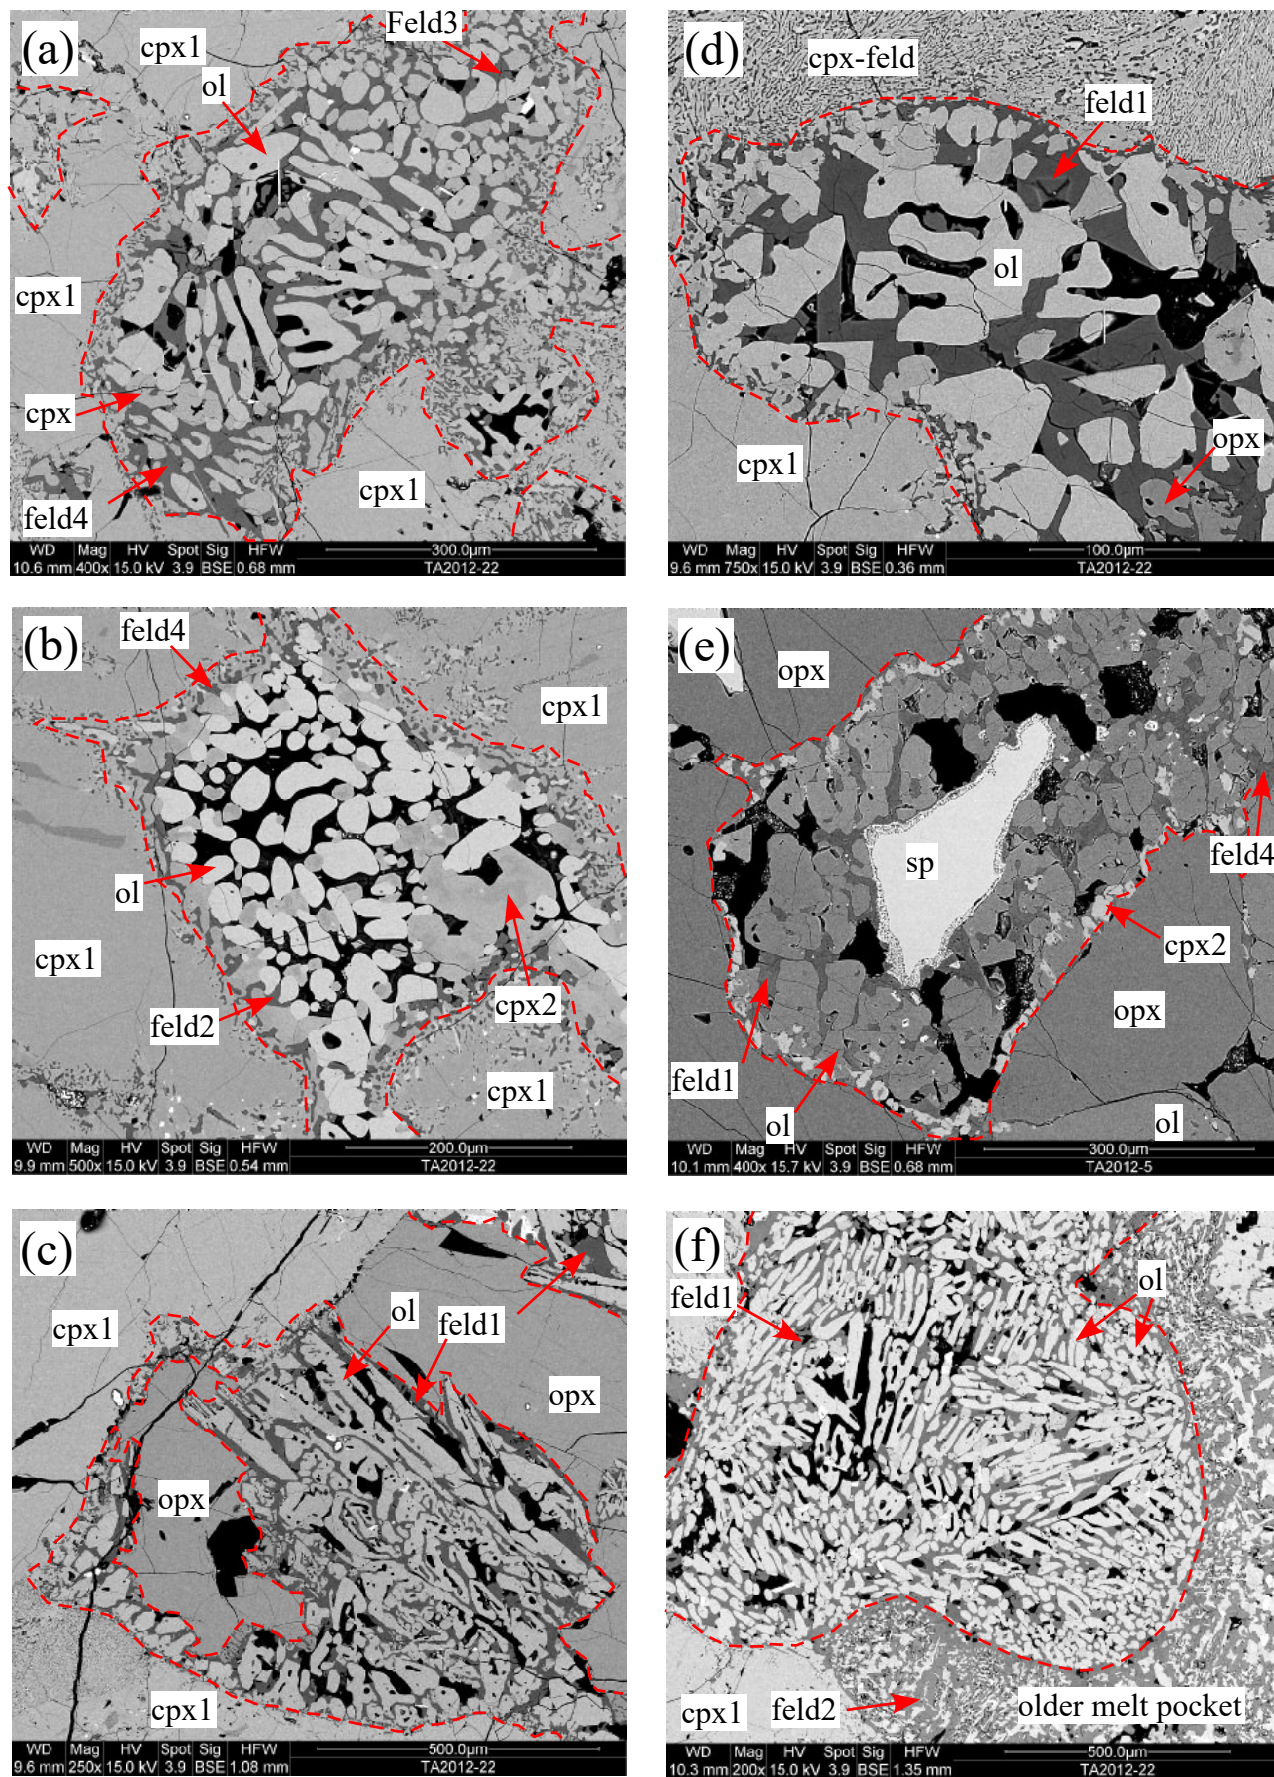 (a)
cpx1
ol
Feld3
cpx1
cpx
feld4
cpx1
WD Mag HV Spot Sig HFW 300.0µm
10.6 mm 400x 15.0 kV 3.9 BSE 0.68 mm TA2012-22
(d)
cpx-feld
feld1
ol
opx
cpx1
WD Mag HV Spot Sig HFW 100.0µm
9.6 mm 750x 15.0 kV 3.9 BSE 0.36 mm TA2012-22
(b)
feld4
cpx1
ol
cpx1
feld2
cpx2
cpx1
WD Mag HV Spot Sig HFW 200.0µm
9.9 mm 500x 15.0 kV 3.9 BSE 0.54 mm TA2012-22
(e)
opx
sp
feld4
cpx2
opx
feld1
ol
ol
WD Mag HV Spot Sig HFW 300.0µm
10.1 mm 400x 15.7 kV 3.9 BSE 0.68 mm TA2012-5
(c)
cpx1
ol
feld1
opx
opx
cpx1
WD Mag HV Spot Sig HFW 500.0µm
9.6 mm 250x 15.0 kV 3.9 BSE 1.08 mm TA2012-22
(f)
feld1
ol
cpx1
feld2
older melt pocket
WD Mag HV Spot Sig HFW 500.0µm
10.3 mm 200x 15.0 kV 3.9 BSE 1.35 mm TA2012-22